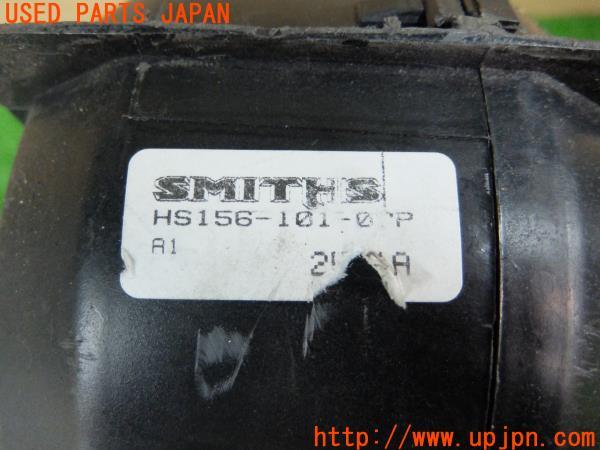 USED PARTS JAPAN
SMITHS
A1
http://www.upjpn.com/